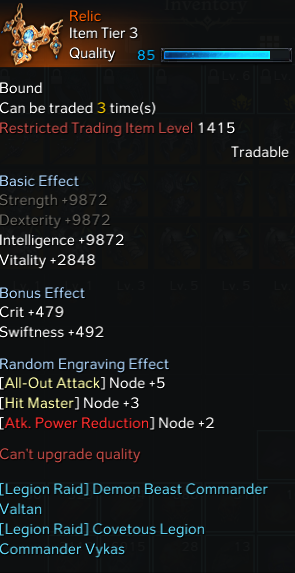 Relic
Item Tier 3
Quality 85
Bound
Can be traded 3 time(s)
Restricted Trading Item Level 1415
Tradable
Basic Effect
Strength +9872
Dexterity +9872
Intelligence +9872
Vitality +2848
Bonus Effect
Crit +479
Swiftness +492
Random Engraving Effect
[All-Out Attack] Node +5
[Hit Master] Node +3
[Atk. Power Reduction] Node +2
Can't upgrade quality
[Legion Raid] Demon Beast Commander
Valtan
[Legion Raid] Covetous Legion
Commander Vykas